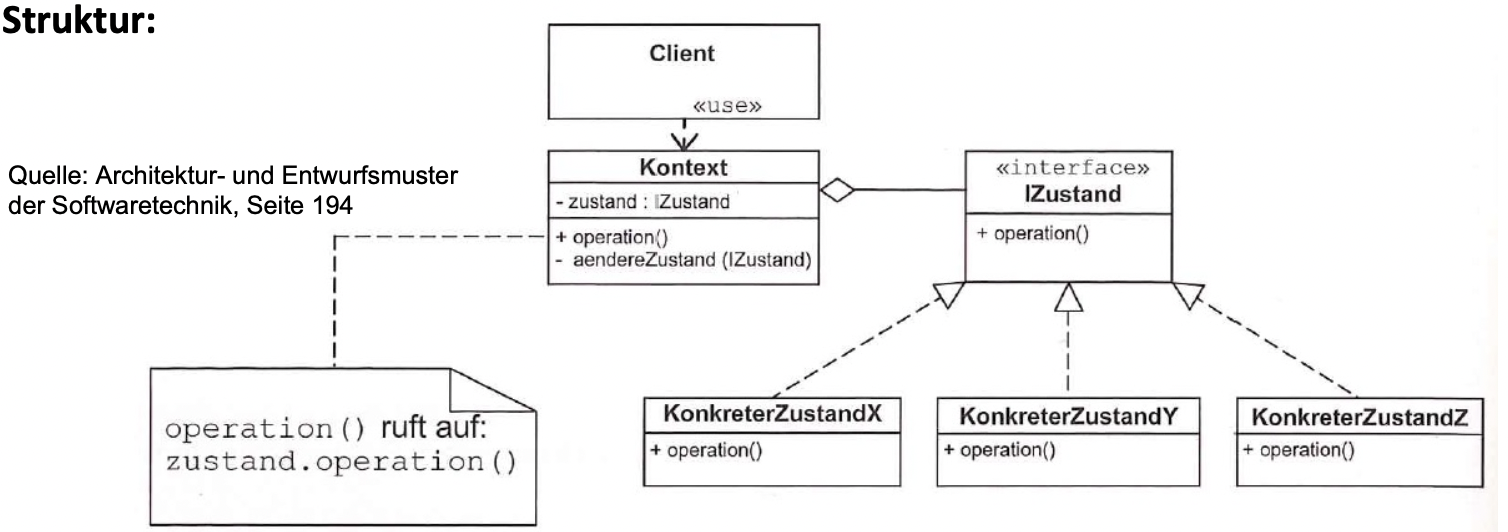 Struktur:
Client
«use»
Quelle: Architektur- und Entwurfsmuster
der Softwaretechnik, Seite 194
Kontext
- zustand : IZustand
+ operation()
- aendereZustand (IZustand)
«interface»
IZustand
+ operation()
operation() ruft auf:
zustand.operation()
KonkreterZustandX
+ operation()
KonkreterZustandY
+ operation()
KonkreterZustandZ
+ operation()